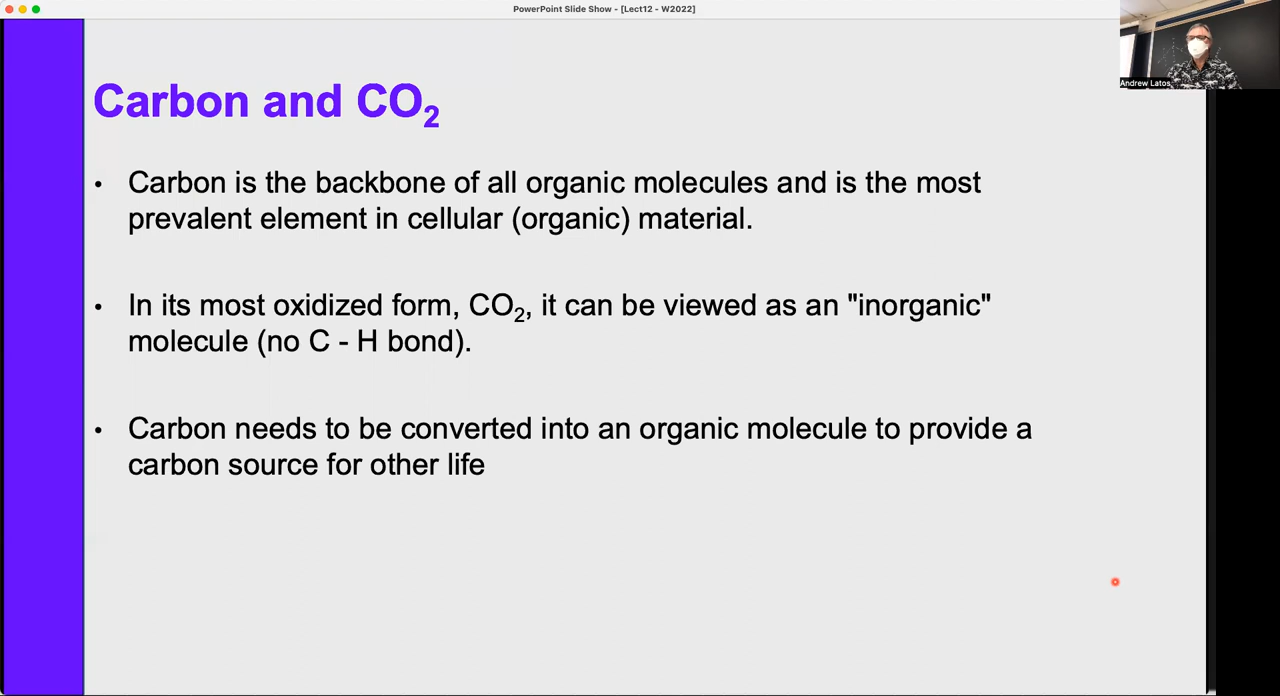 PowerPoint Slide Show - [Lect12 - W2022]
Andrew Latos
Carbon and CO₂
• Carbon is the backbone of all organic molecules and is the most
prevalent element in cellular (organic) material.
• In its most oxidized form, CO₂, it can be viewed as an "inorganic"
molecule (no C - H bond).
• Carbon needs to be converted into an organic molecule to provide a
carbon source for other life